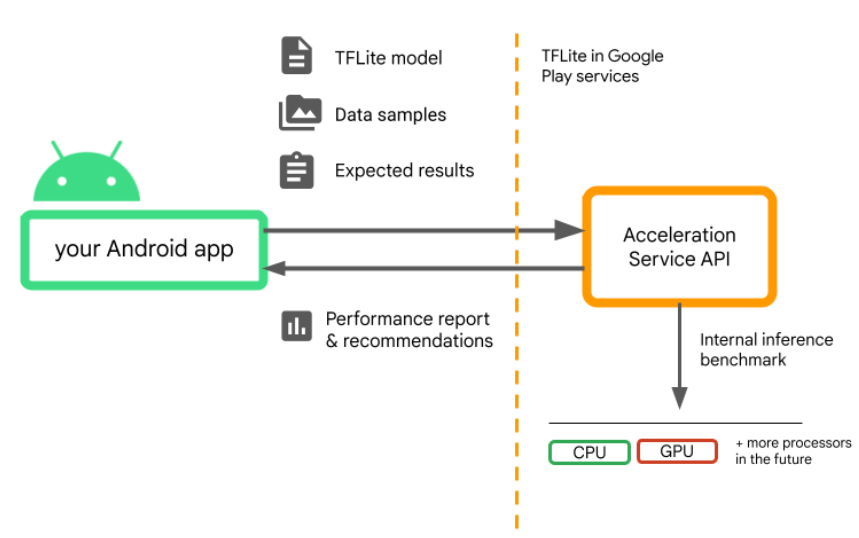 TFLite model
Data samples
Expected results
TFLite in Google
Play services
your Android app
Acceleration
Service API
Performance report
& recommendations
Internal inference
benchmark
CPU
GPU
+ more processors
in the future